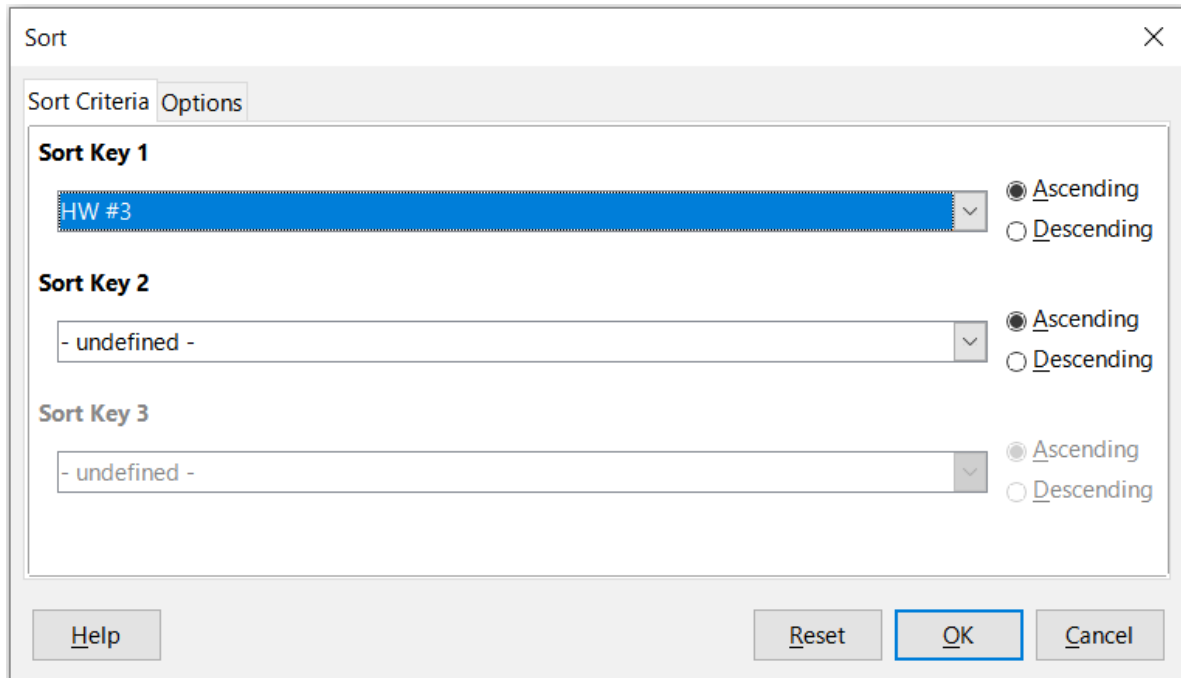 Sort
Sort Criteria Options
Sort Key 1
HW #3
Ascending
Descending
Sort Key 2
- undefined -
Ascending
Descending
Sort Key 3
- undefined -
Ascending
Descending
Help Reset OK Cancel